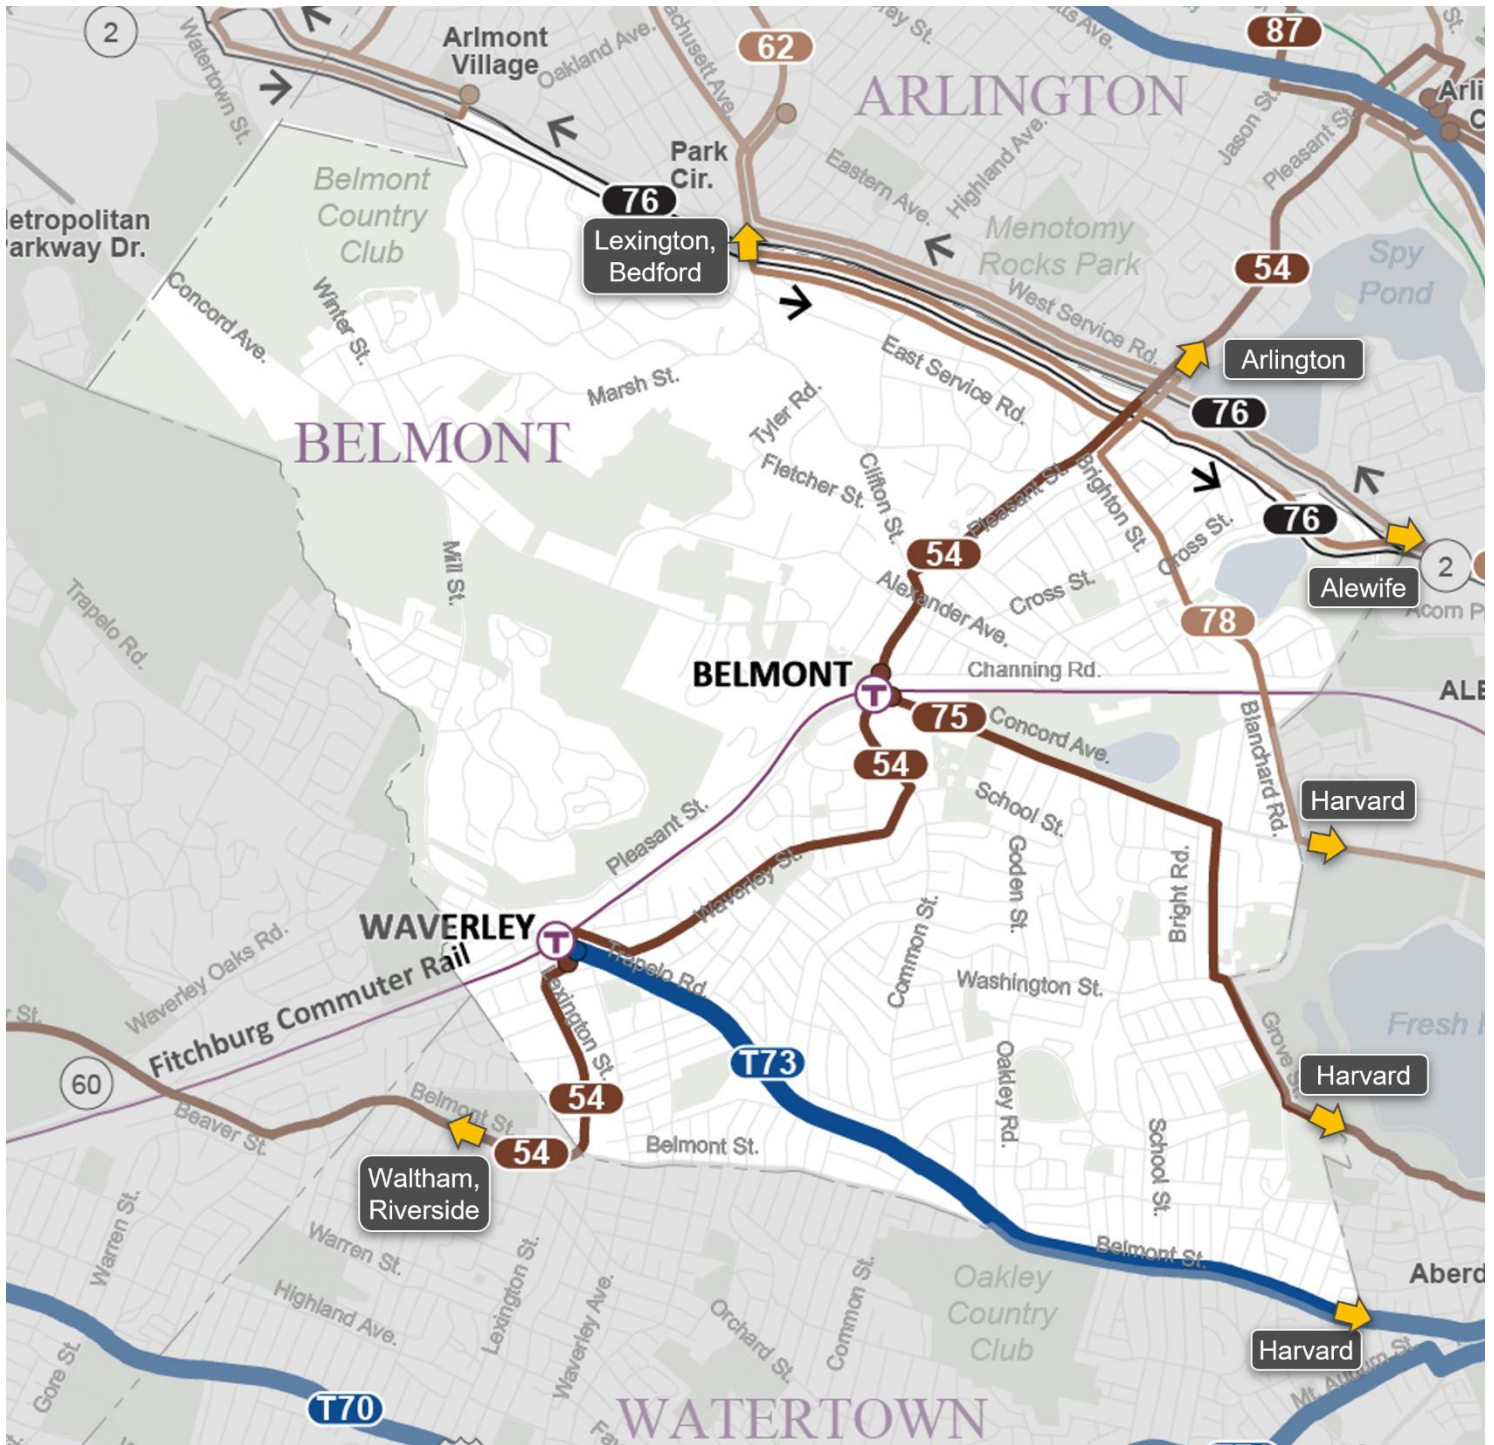 2
Watertown St.
Arlmont
Village
Oakland Ave.
62
ARLINGTON
87
Jason St.
Pleasant St.
Park
Cir.
Eastern Ave.
Highland Ave.
76
Lexington,
Bedford
Belmont
Country
Club
Menotomy
Rocks Park
54
Spy
Pond
West Service Rd.
Arlington
Concord Ave.
Winter St.
Marsh St.
East Service Rd.
Tyler Rd.
76
BELMONT
Fletcher St.
Clifton St.
Pleasant St.
Brighton St.
76
Cross St.
54
Mill St.
Alexander Ave.
Cross St.
2
Alewife
Trapelo Rd.
78
BELMONT
T
Channing Rd.
75
Concord Ave.
54
Blanchard Rd.
Harvard
School St.
Pleasant St.
Goden St.
Bright Rd.
Waverley St.
WAVERLEY
T
Common St.
Waverley Oaks Rd.
Fitchburg Commuter Rail
Trapelo Rd.
Washington St.
Lexington St.
Grove St.
T73
Oakley Rd.
Harvard
60
Beaver St.
Belmont St.
54
54
Belmont St.
School St.
Waltham,
Riverside
Warren St.
Warren St.
Lexington St.
Belmont St.
Oakley
Country
Club
Highland Ave.
Waverley Ave.
Orchard St.
Common St.
Harvard
Mt. Auburn St.
Gore St.
T70
WATERTOWN